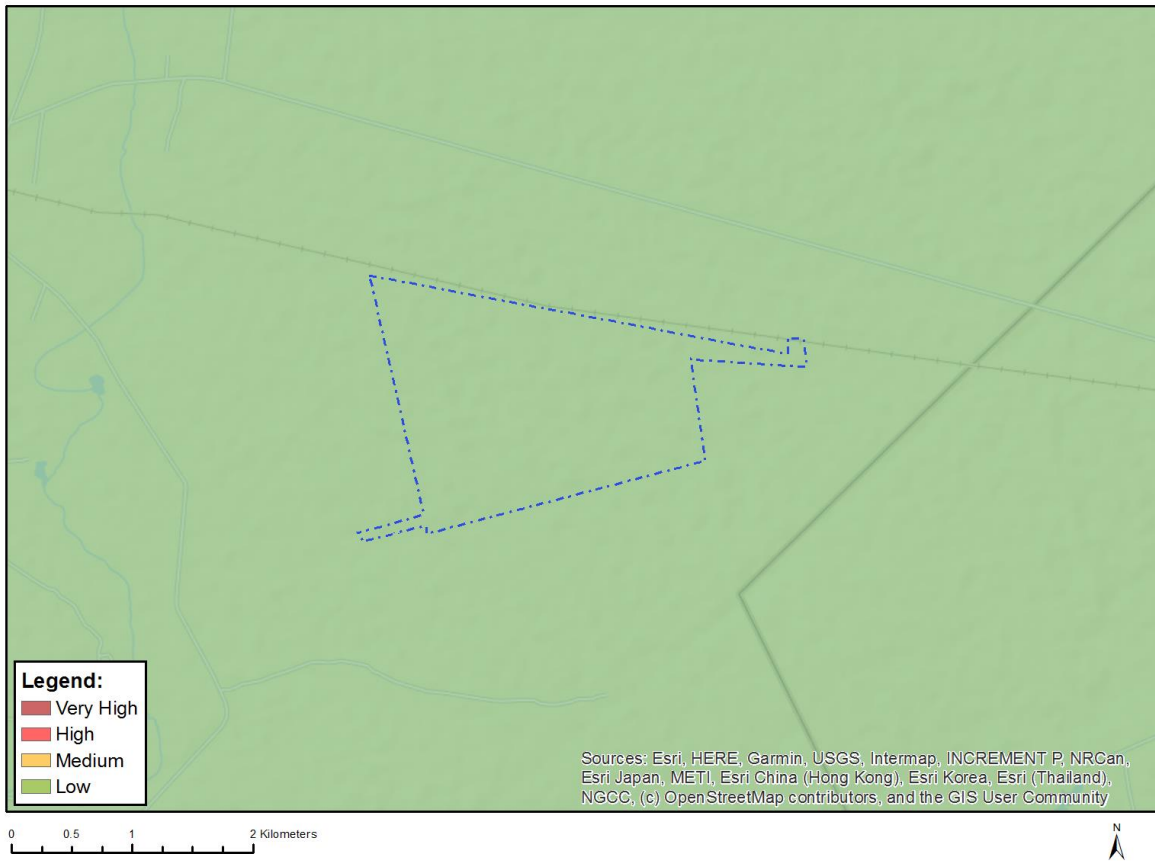 Legend:
Very High
High
Medium
Low
Sources: Esri, HERE, Garmin, USGS, Intermap, INCREMENT P, NRCan,
Esri Japan, METI, Esri China (Hong Kong), Esri Korea, Esri (Thailand),
NGCC, (c) OpenStreetMap contributors, and the GIS User Community
0 0.5 1 2 Kilometers
N